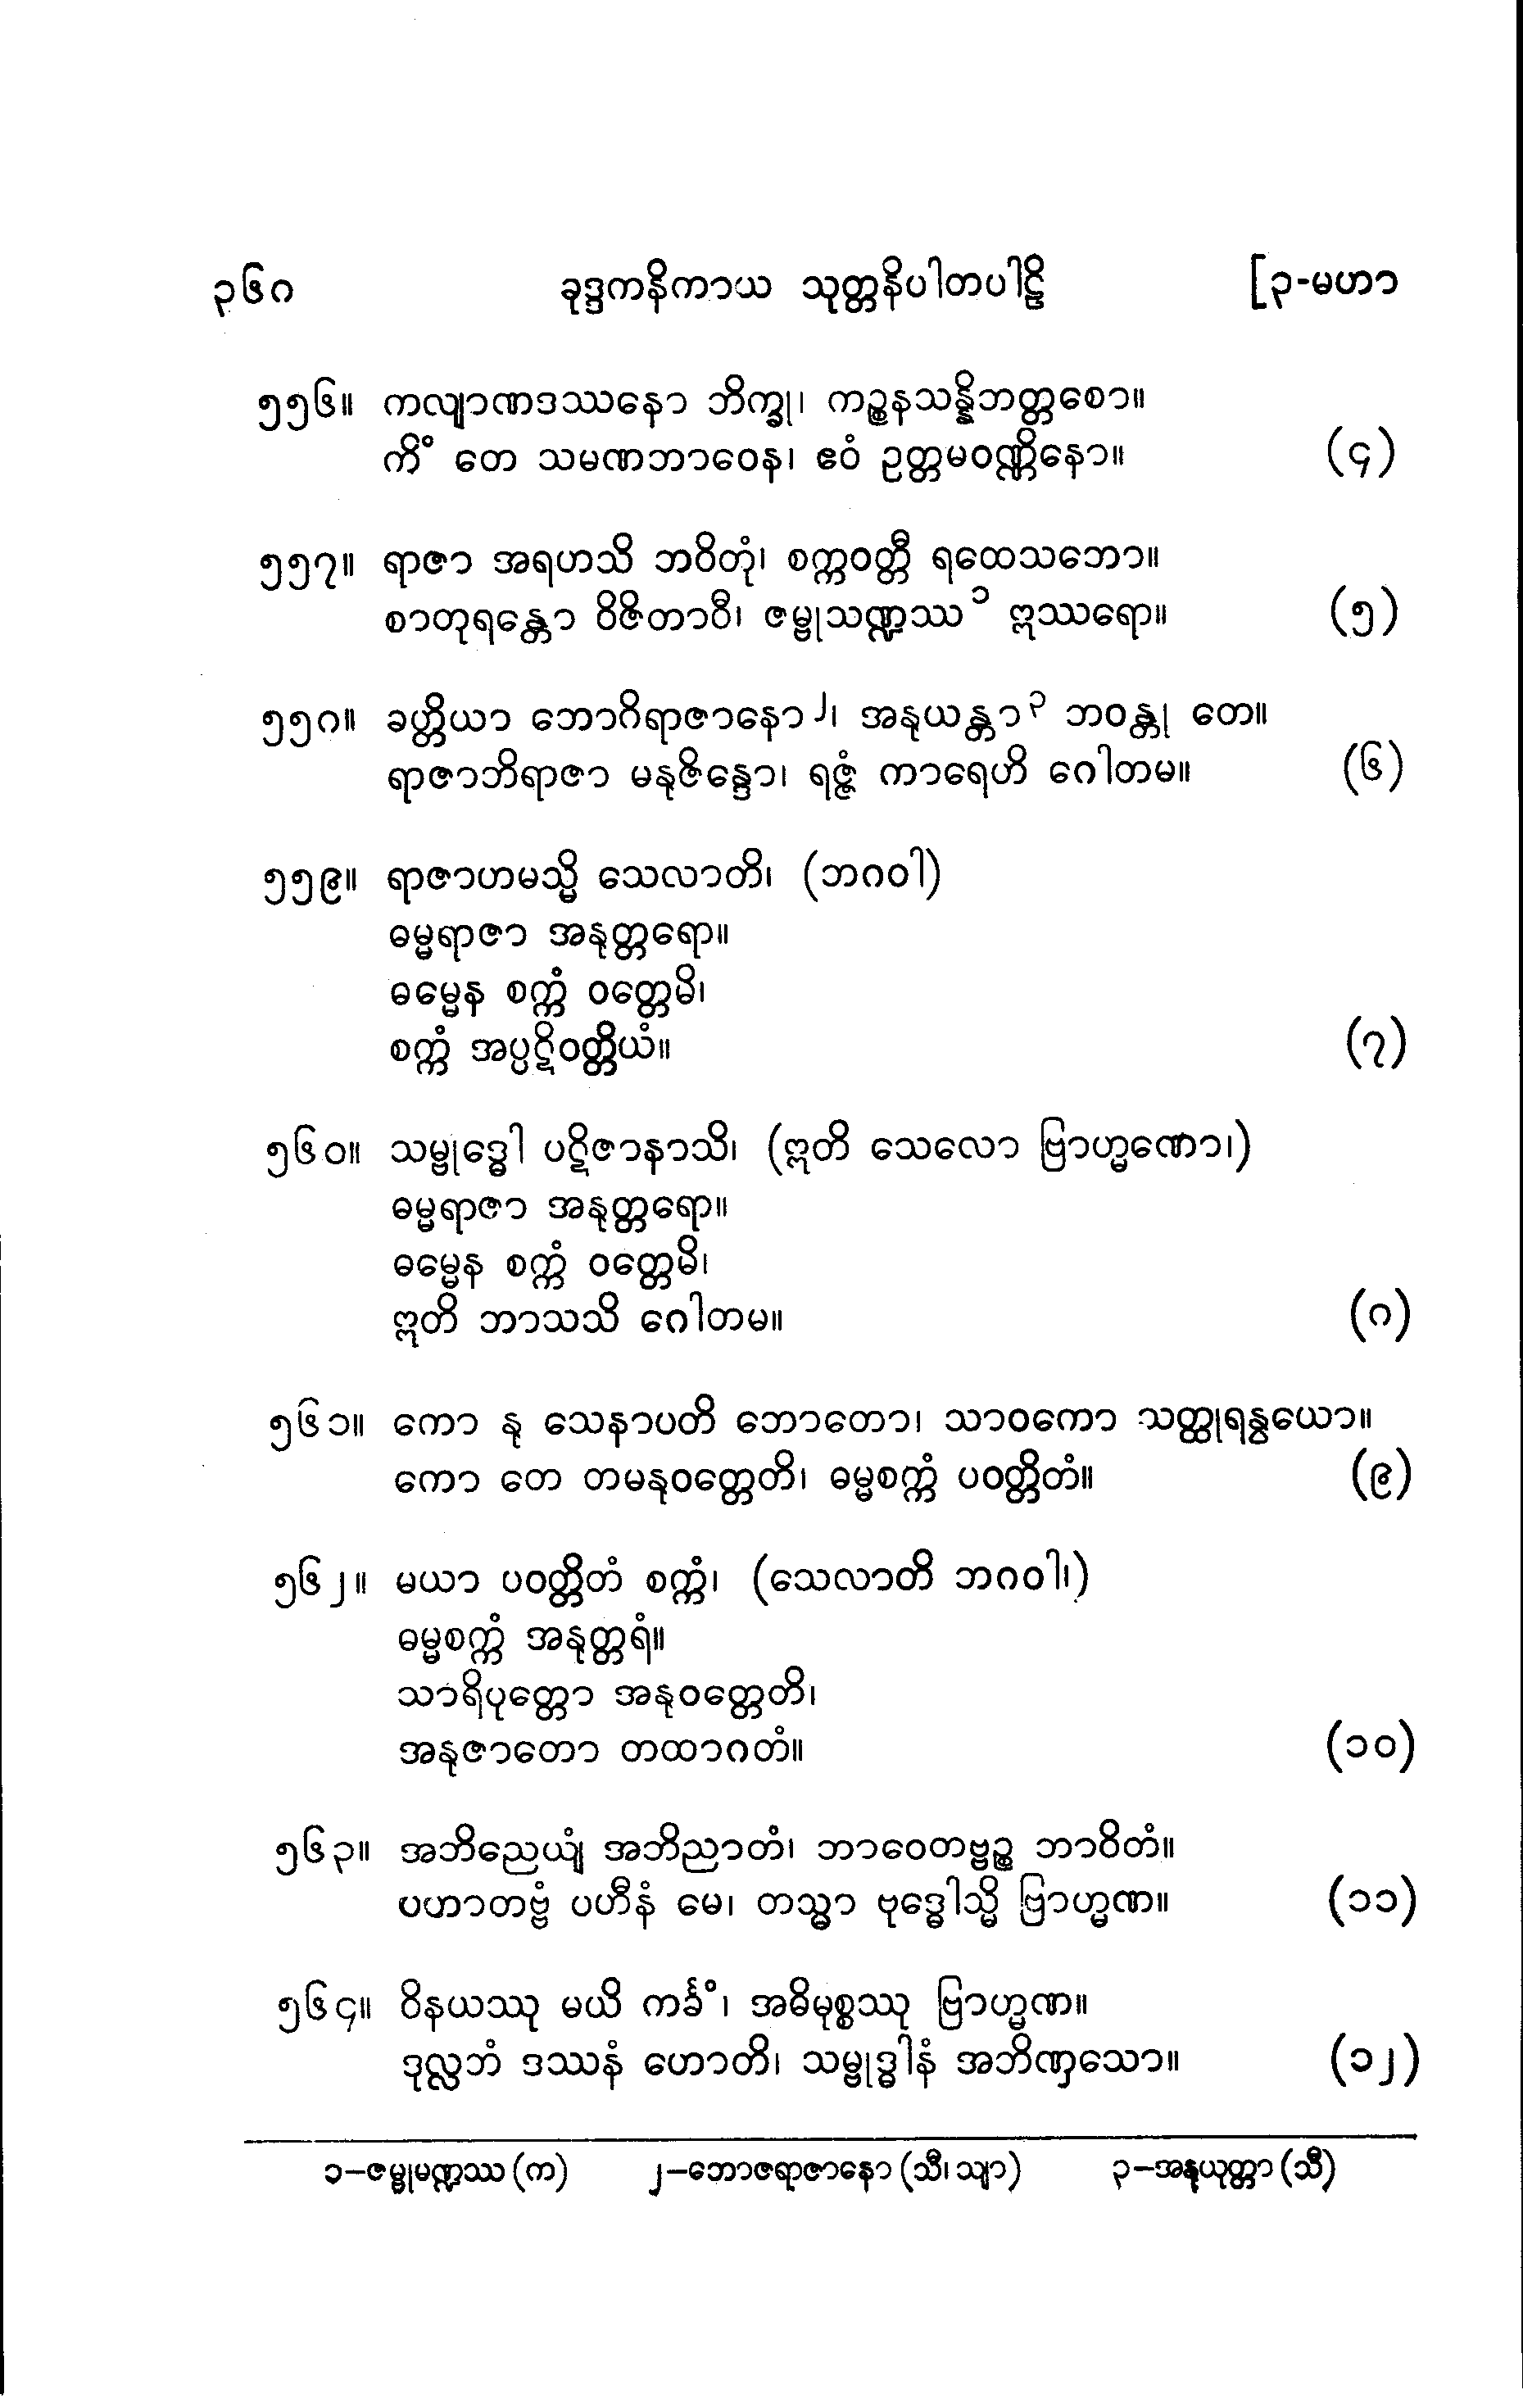 ၃၆၈ ခုဒ္ဒကနိကာယ သုတ္တနိပါတပါဠိ [၃-မဟာ
၅၅၆။ ကလျာဏဒဿနော ဘိက္ခု၊ ကဉ္စနသန္နိဘတ္တစော။
ကိံ တေ သမဏဘာဝေန၊ ဧဝံ ဥတ္တမဝဏ္ဏိနော။ (၄)
၅၅၇။ ရာဇာ အရဟသိ ဘဝိတုံ၊ စက္ကဝတ္တီ ရထေသဘော။
စာတုရန္တော ဝိဇိတာဝီ၊ ဇမ္ဗုသဏ္ဍဿ ၁ ဣဿရော။ (၅)
၅၅၈။ ခတ္တိယာ ဘောဂိရာဇာနော ၂၊ အနုယန္တာ ၃ ဘဝန္တု တေ။
ရာဇာဘိရာဇာ မနုဇိန္ဒော၊ ရဇ္ဇံ ကာရေဟိ ဂေါတမ။ (၆)
၅၅၉။ ရာဇာဟမသ္မိ သေလာတိ၊ (ဘဂဝါ)
ဓမ္မရာဇာ အနုတ္တရော။
ဓမ္မေန စက္ကံ ဝတ္တေမိ၊
စက္ကံ အပ္ပဋိဝတ္တိယံ။ (၇)
၅၆၀။ သမ္ဗုဒ္ဓေါ ပဋိဇာနာသိ၊ (ဣတိ သေလော ဗြာဟ္မဏော၊)
ဓမ္မရာဇာ အနုတ္တရော။
ဓမ္မေန စက္ကံ ဝတ္တေမိ၊
ဣတိ ဘာသသိ ဂေါတမ။ (၈)
၅၆၁။ ကော နု သေနာပတိ ဘောတော၊ သာဝကော သတ္ထုရန္ဝယော။
ကော တေ တမနုဝတ္တေတိ၊ ဓမ္မစက္ကံ ပဝတ္တိတံ။ (၉)
၅၆၂။ မယာ ပဝတ္တိတံ စက္ကံ၊ (သေလာတိ ဘဂဝါ၊)
ဓမ္မစက္ကံ အနုတ္တရံ။
သာရိပုတ္တော အနုဝတ္တေတိ၊
အနုဇာတော တထာဂတံ။ (၁၀)
၅၆၃။ အဘိညေယျံ အဘိညာတံ၊ ဘာဝေတဗ္ဗဉ္စ ဘာဝိတံ။
ပဟာတဗ္ဗံ ပဟီနံ မေ၊ တသ္မာ ဗုဒ္ဓေါသ္မိ ဗြာဟ္မဏ။ (၁၁)
၅၆၄။ ဝိနယဿု မယိ ကင်္ခံ၊ အဓိမုစ္စဿု ဗြာဟ္မဏ။
ဒုလ္လဘံ ဒဿနံ ဟောတိ၊ သမ္ဗုဒ္ဓါနံ အဘိဏှသော။ (၁၂)
၁–ဇမ္ဗုမဏ္ဍဿ (က) ၂–ဘောဇရာဇာနော (သီ၊ သျာ) ၃–အနုယုတ္တာ (သီ)